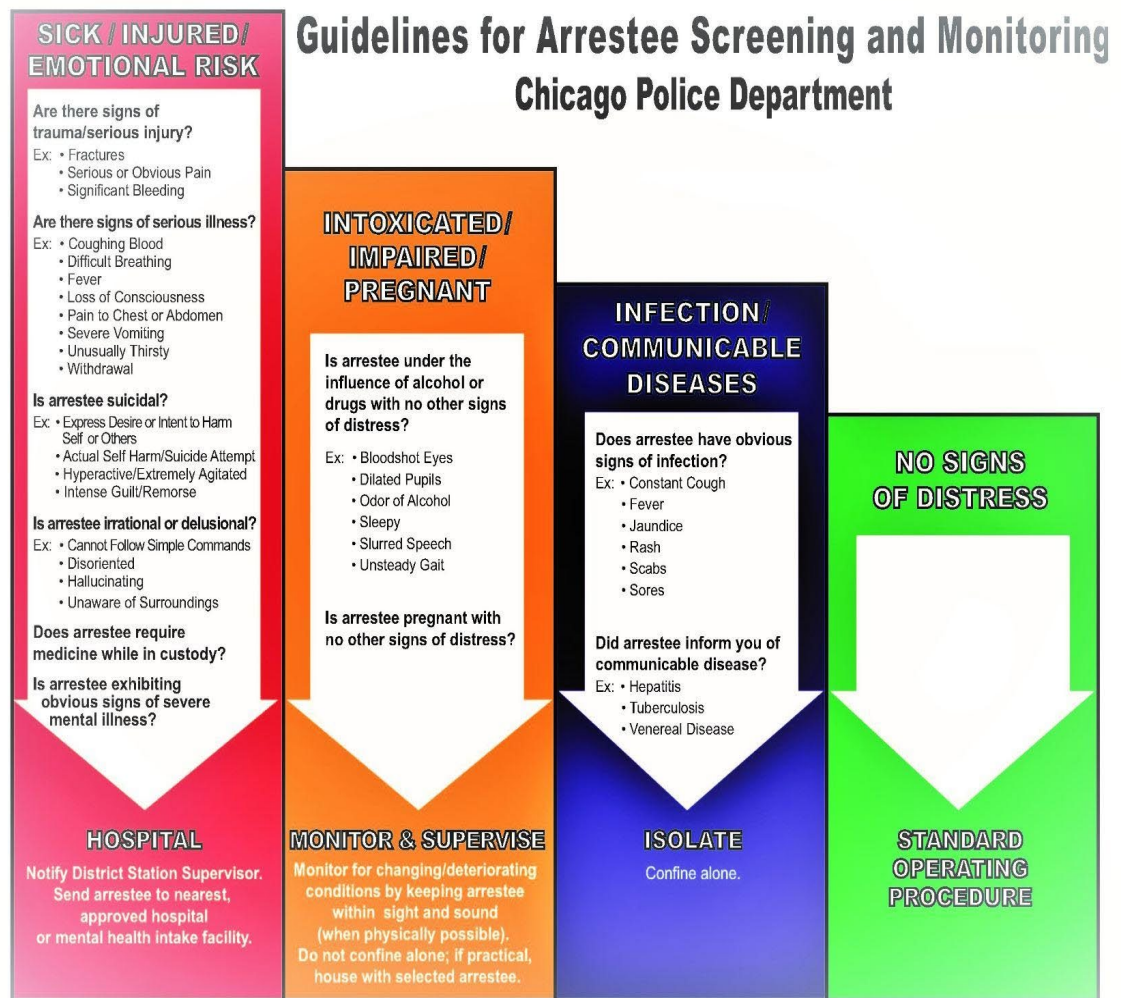 Guidelines for Arrestee Screening and Monitoring
Chicago Police Department
SICK / INJURED/
EMOTIONAL RISK
Are there signs of
trauma/serious injury?
Ex: • Fractures
• Serious or Obvious Pain
• Significant Bleeding
Are there signs of serious illness?
Ex: • Coughing Blood
• Difficult Breathing
• Fever
• Loss of Consciousness
• Pain to Chest or Abdomen
• Severe Vomiting
• Unusually Thirsty
• Withdrawal
Is arrestee suicidal?
Ex: • Express Desire or Intent to Harm
Self or Others
• Actual Self Harm/Suicide Attempt
• Hyperactive/Extremely Agitated
• Intense Guilt/Remorse
Is arrestee irrational or delusional?
Ex: • Cannot Follow Simple Commands
• Disoriented
• Hallucinating
• Unaware of Surroundings
Does arrestee require
medicine while in custody?
Is arrestee exhibiting
obvious signs of severe
mental illness?
HOSPITAL
Notify District Station Supervisor.
Send arrestee to nearest,
approved hospital
or mental health intake facility.
INTOXICATED/
IMPAIRED/
PREGNANT
Is arrestee under the
influence of alcohol or
drugs with no other signs
of distress?
Ex: • Bloodshot Eyes
• Dilated Pupils
• Odor of Alcohol
• Sleepy
• Slurred Speech
• Unsteady Gait
Is arrestee pregnant with
no other signs of distress?
MONITOR & SUPERVISE
Monitor for changing/deteriorating
conditions by keeping arrestee
within sight and sound
(when physically possible).
Do not confine alone; if practical,
house with selected arrestee.
INFECTION/
COMMUNICABLE
DISEASES
Does arrestee have obvious
signs of infection?
Ex: • Constant Cough
• Fever
• Jaundice
• Rash
• Scabs
• Sores
Did arrestee inform you of
communicable disease?
Ex: • Hepatitis
• Tuberculosis
• Venereal Disease
ISOLATE
Confine alone.
NO SIGNS
OF DISTRESS
STANDARD
OPERATING
PROCEDURE